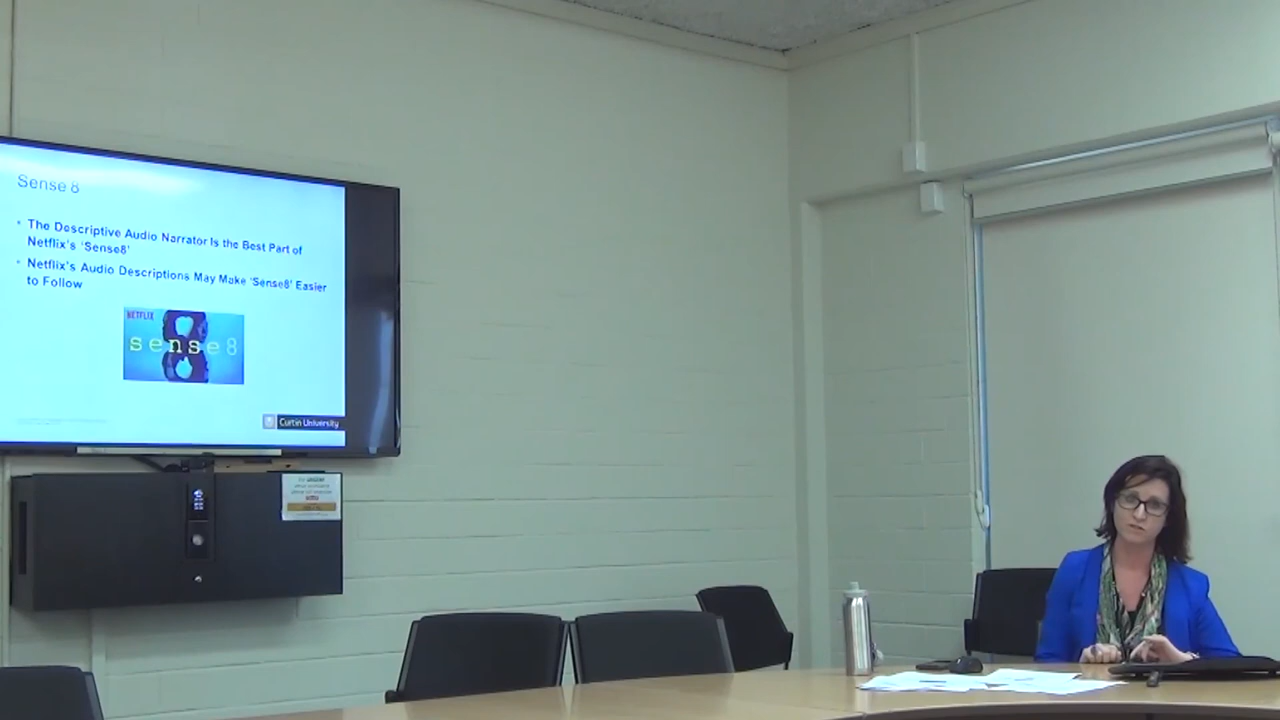 Sense 8
• The Descriptive Audio Narrator Is the Best Part of
Netflix's 'Sense8'
• Netflix's Audio Descriptions May Make 'Sense8' Easier
to Follow
NETFLIX
sense8
Curtin University